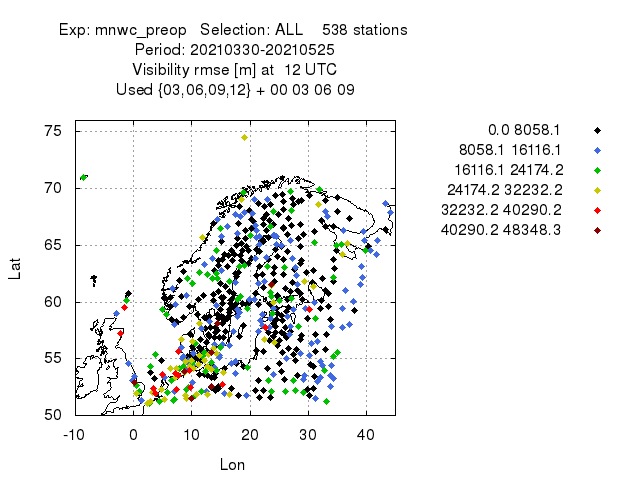 Exp: mnwc_preop   Selection: ALL    538 stations
Period: 20210330-20210525
Visibility rmse [m] at  12 UTC
Used {03,06,09,12} + 00 03 06 09
0.0 8058.1
8058.1 16116.1
16116.1 24174.2
24174.2 32232.2
32232.2 40290.2
40290.2 48348.3
75
70
65
60
55
50
Lat
-10 0 10 20 30 40
Lon